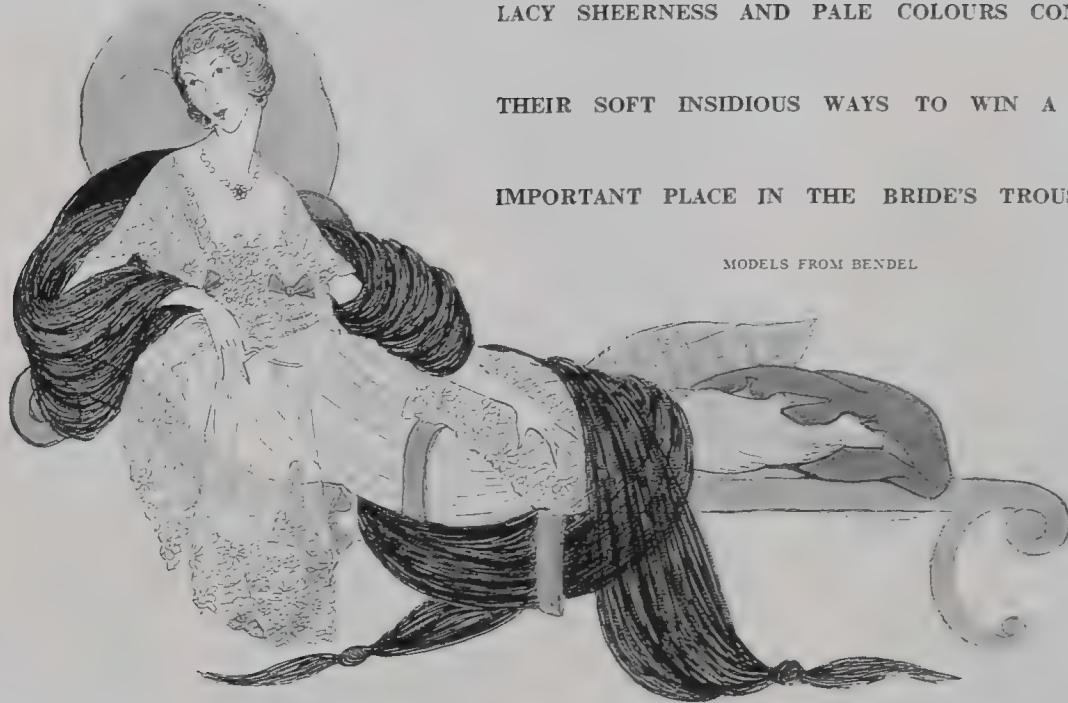 LACY SHEERNESS AND PALE COLOURS
THEIR SOFT INSIDIOUS WAYS TO WIN A
IMPORTANT PLACE IN THE BRIDE'S
MODELS FROM BENDEL